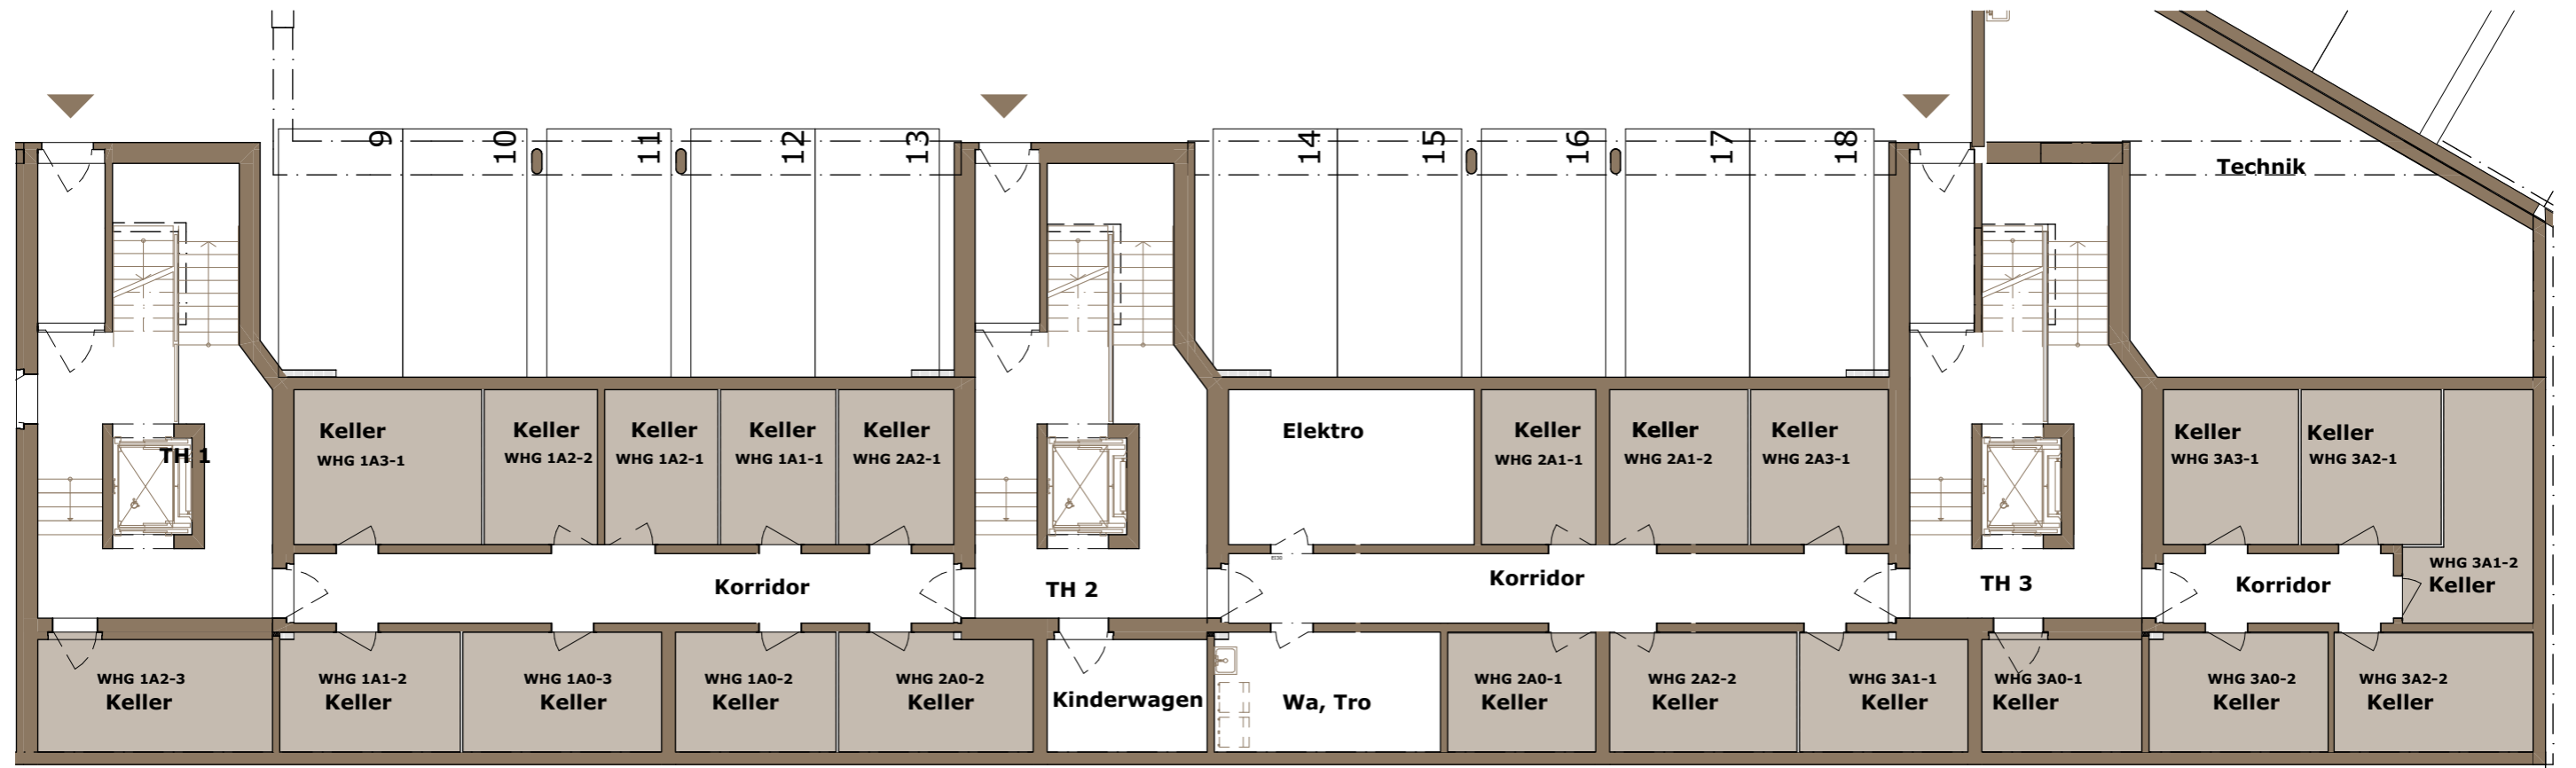 9
10
11
12
13
14
15
16
17
18
Technik
Keller
WHG 1A3-1
Keller
WHG 1A2-2
Keller
WHG 1A2-1
Keller
WHG 1A1-1
Keller
WHG 2A2-1
Elektro
Keller
WHG 2A1-1
Keller
WHG 2A1-2
Keller
WHG 2A3-1
Keller
WHG 3A3-1
Keller
WHG 3A2-1
TH 1
Korridor
TH 2
Korridor
TH 3
Korridor
WHG 3A1-2
Keller
WHG 1A2-3
Keller
WHG 1A1-2
Keller
WHG 1A0-3
Keller
WHG 1A0-2
Keller
WHG 2A0-2
Keller
Kinderwagen
Wa, Tro
WHG 2A0-1
Keller
WHG 2A2-2
Keller
WHG 3A1-1
Keller
WHG 3A0-1
Keller
WHG 3A0-2
Keller
WHG 3A2-2
Keller